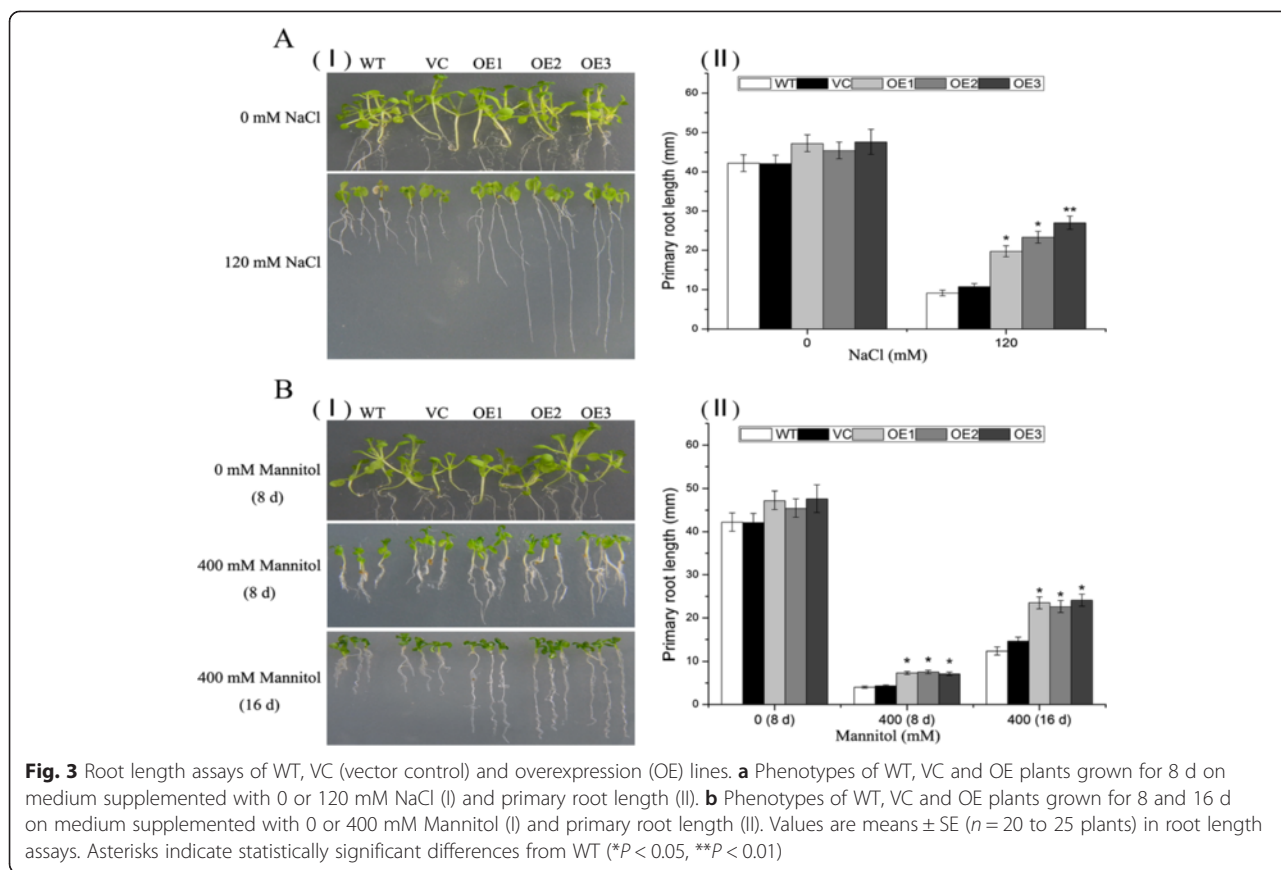 A
(I) WT VC OE1 OE2 OE3
0 mM NaCl
120 mM NaCl
(II)
WT VC OE1 OE2 OE3
Primary root length (mm)
60
50
40
30
20
10
0
* * **
0 120
NaCl (mM)
B
(I) WT VC OE1 OE2 OE3
0 mM Mannitol
(8 d)
400 mM Mannitol
(8 d)
400 mM Mannitol
(16 d)
(II)
WT VC OE1 OE2 OE3
Primary root length (mm)
60
50
40
30
20
10
0
* * *
* * *
0 (8 d) 400 (8 d) 400 (16 d)
Mannitol (mM)
Fig. 3 Root length assays of WT, VC (vector control) and overexpression (OE) lines. a Phenotypes of WT, VC and OE plants grown for 8 d on
medium supplemented with 0 or 120 mM NaCl (I) and primary root length (II). b Phenotypes of WT, VC and OE plants grown for 8 and 16 d
on medium supplemented with 0 or 400 mM Mannitol (I) and primary root length (II). Values are means ± SE (n = 20 to 25 plants) in root length
assays. Asterisks indicate statistically significant differences from WT (*P < 0.05, **P < 0.01)